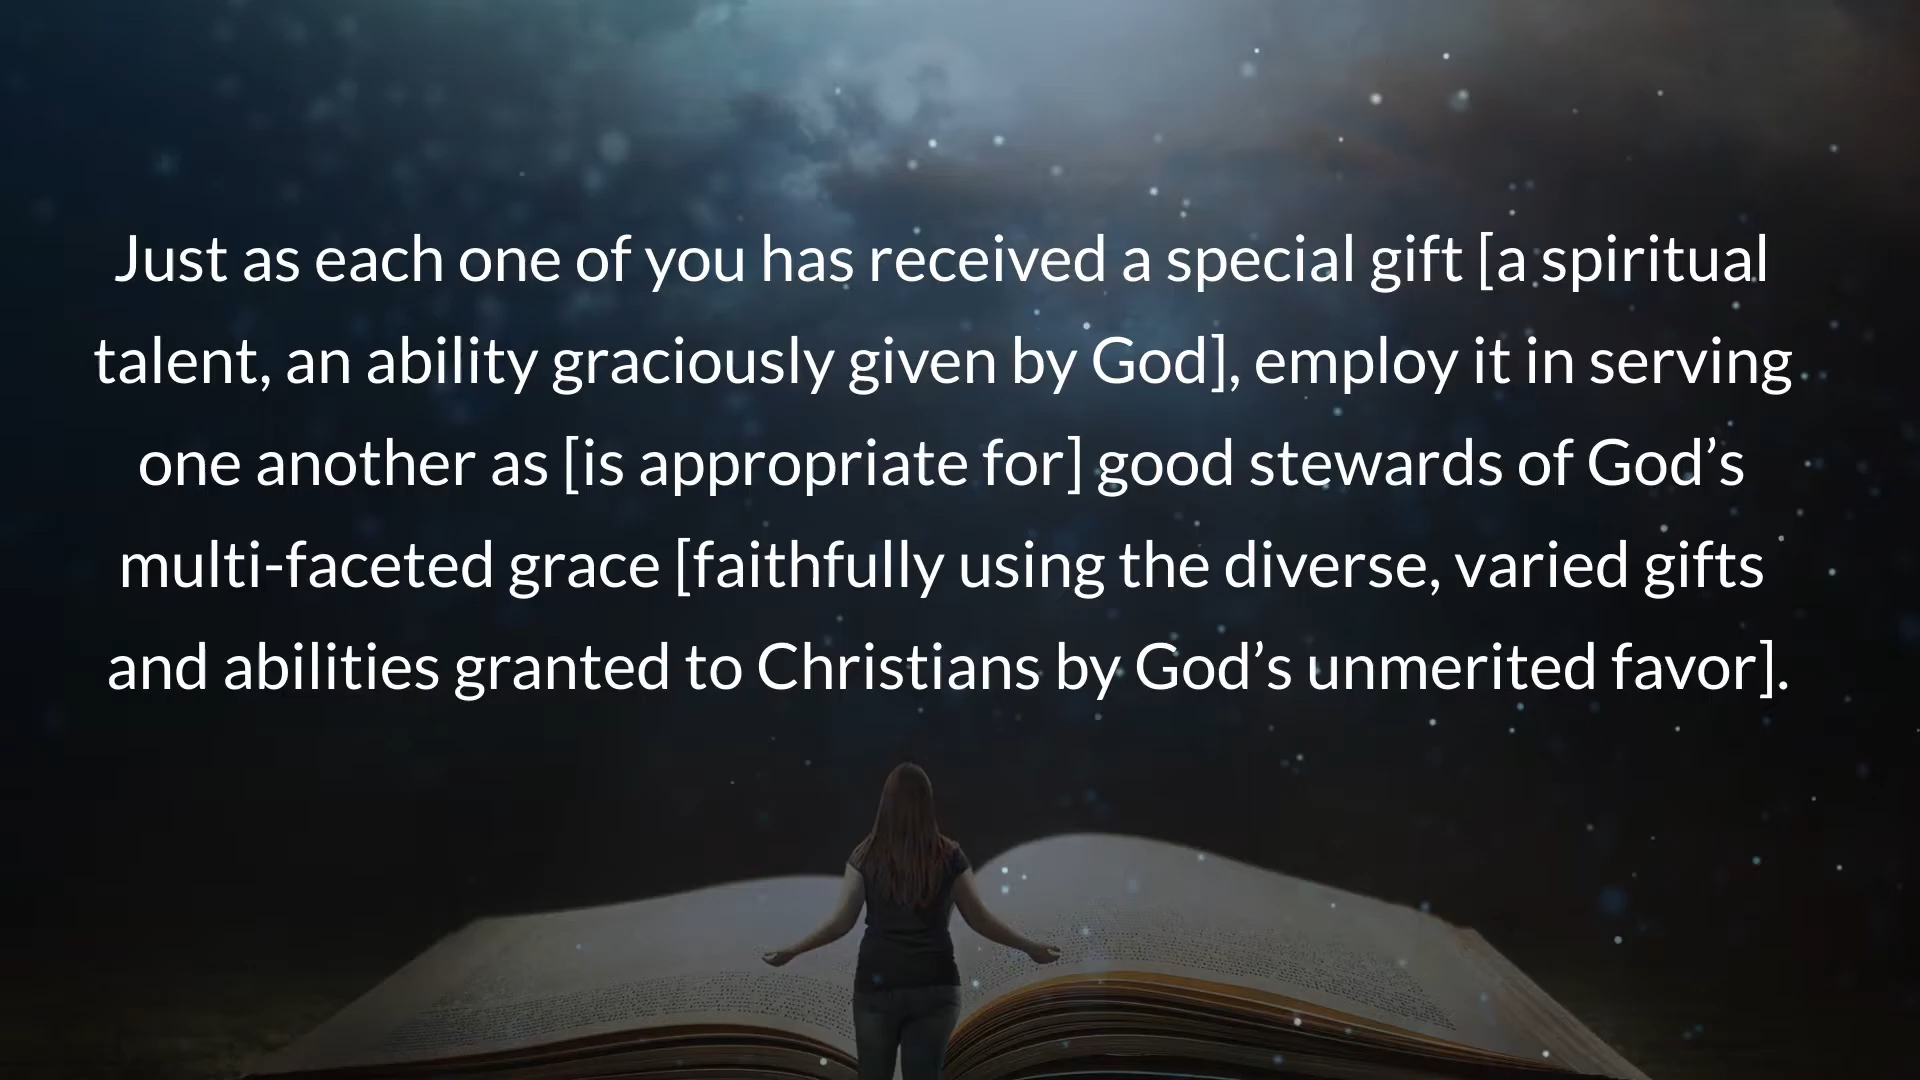 Just as each one of you has received a special gift [a spiritual
talent, an ability graciously given by God], employ it in serving
one another as [is appropriate for] good stewards of God’s
multi-faceted grace [faithfully using the diverse, varied gifts
and abilities granted to Christians by God’s unmerited favor].